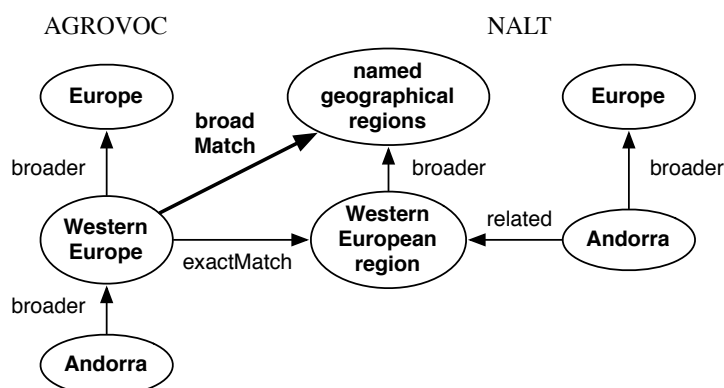 AGROVOC
NALT
Europe
named
geographical
regions
Europe
broad
Match
broader
broader
broader
Western
Europe
exactMatch
Western
European
region
related
Andorra
broader
Andorra